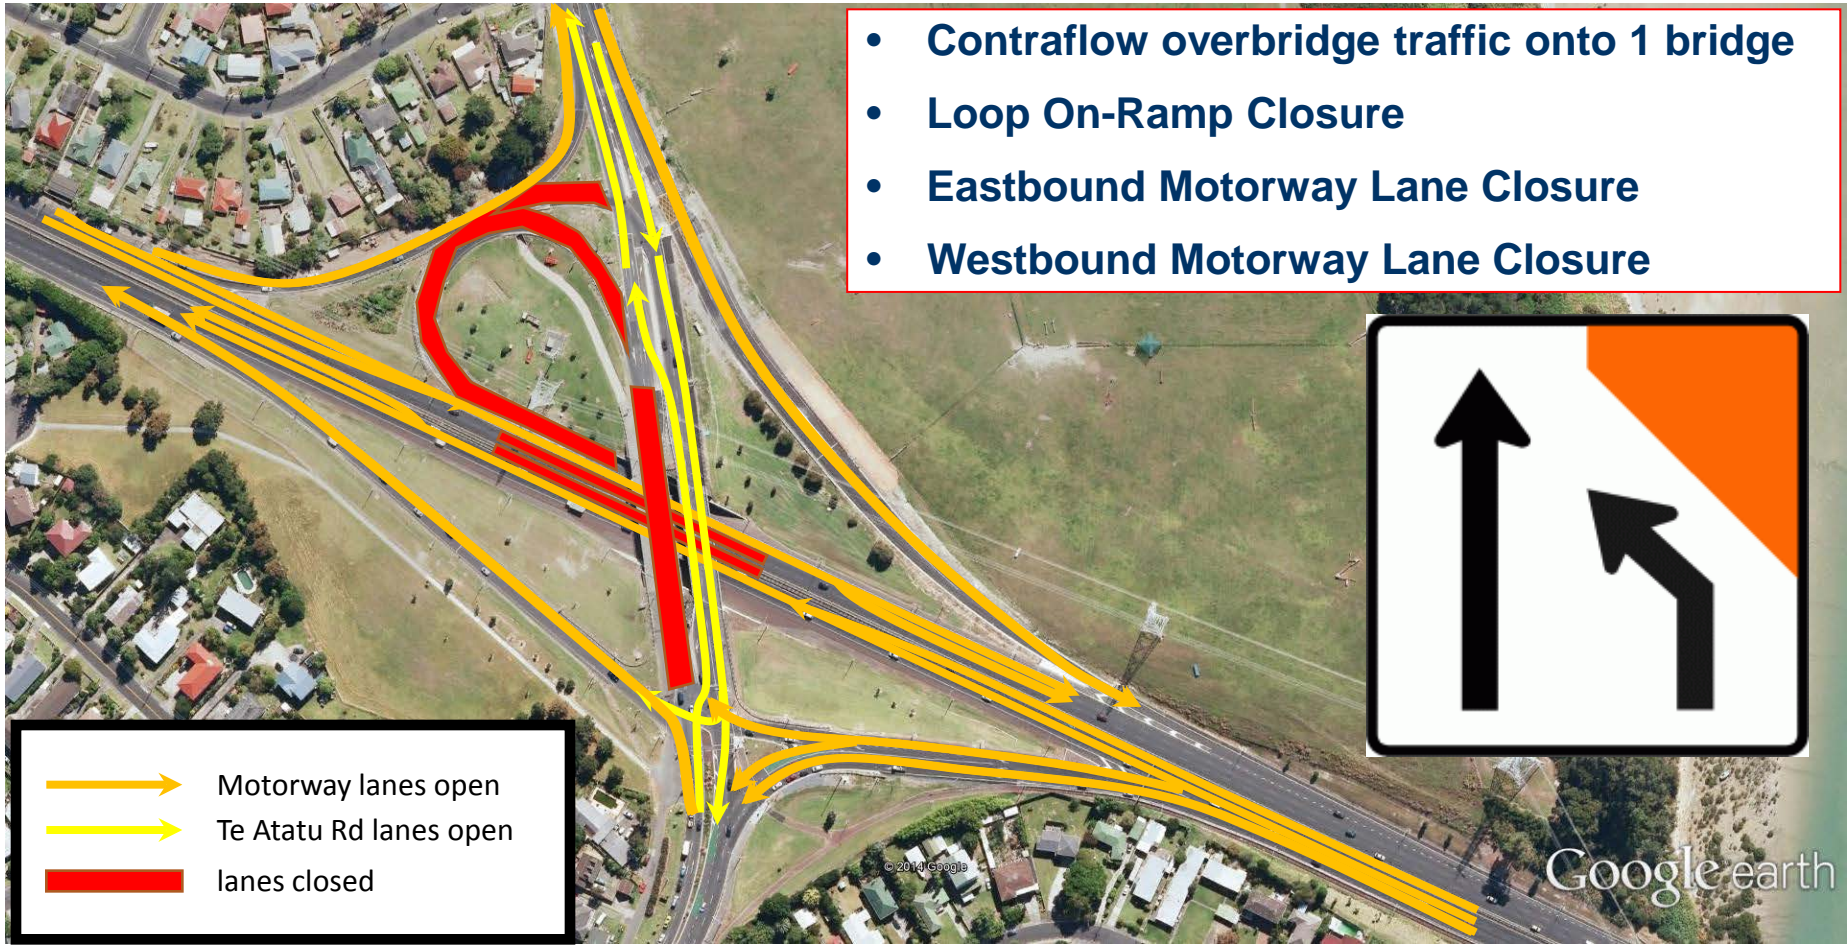 • Contraflow overbridge traffic onto 1 bridge
• Loop On-Ramp Closure
• Eastbound Motorway Lane Closure
• Westbound Motorway Lane Closure
Motorway lanes open
Te Atatu Rd lanes open
lanes closed
© 2014 Google
Google earth